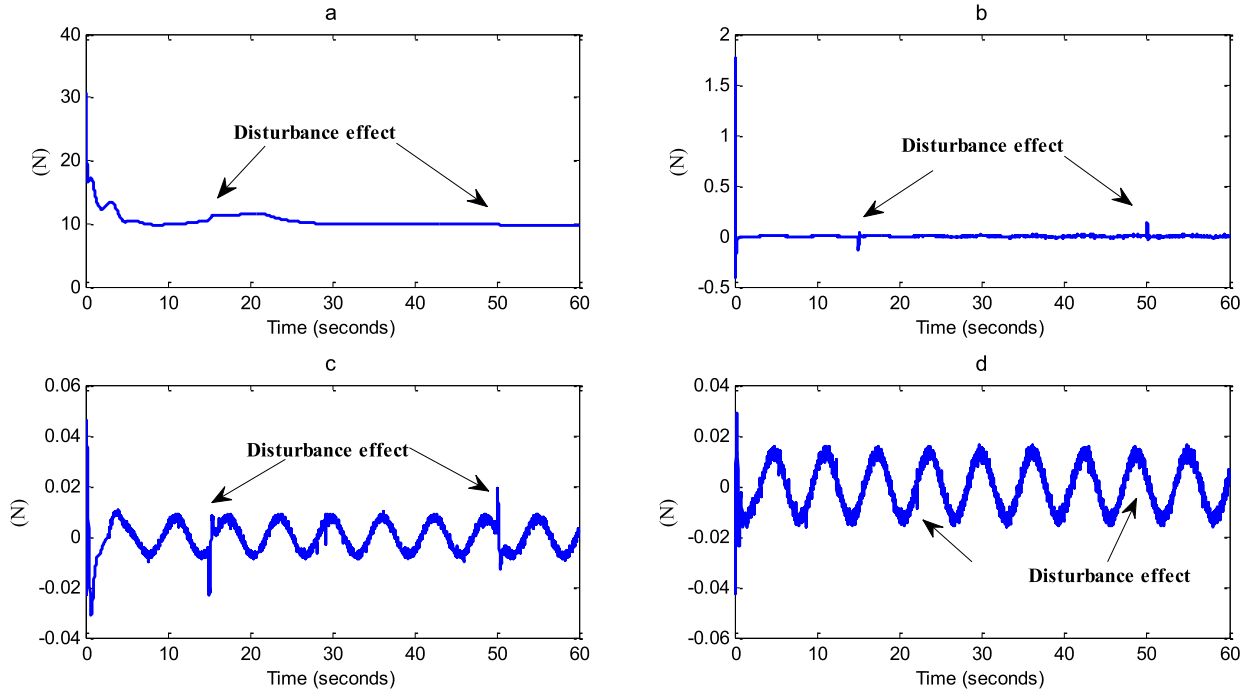 a
40
30
20
10
0
(N)
Disturbance effect
0 10 20 30 40 50 60
Time (seconds)
b
2
1.5
1
0.5
0
-0.5
(N)
Disturbance effect
0 10 20 30 40 50 60
Time (seconds)
c
0.06
0.04
0.02
0
-0.02
-0.04
(N)
Disturbance effect
0 10 20 30 40 50 60
Time (seconds)
d
0.04
0.02
0
-0.02
-0.04
-0.06
(N)
Disturbance effect
0 10 20 30 40 50 60
Time (seconds)